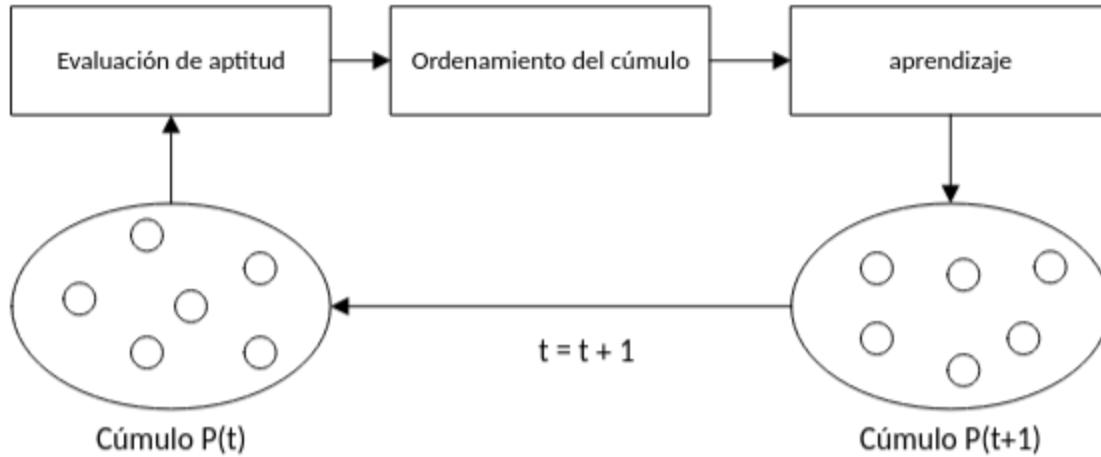 Evaluación de aptitud
Ordenamiento del cúmulo
aprendizaje
t = t + 1
Cúmulo P(t)
Cúmulo P(t+1)